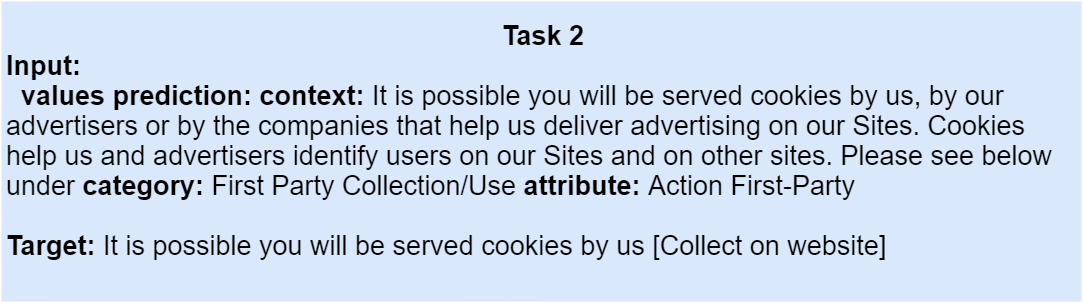 Task 2
Input:
values prediction: context: It is possible you will be served cookies by us, by our
advertisers or by the companies that help us deliver advertising on our Sites. Cookies
help us and advertisers identify users on our Sites and on other sites. Please see below
under category: First Party Collection/Use attribute: Action First-Party
Target: It is possible you will be served cookies by us [Collect on website]